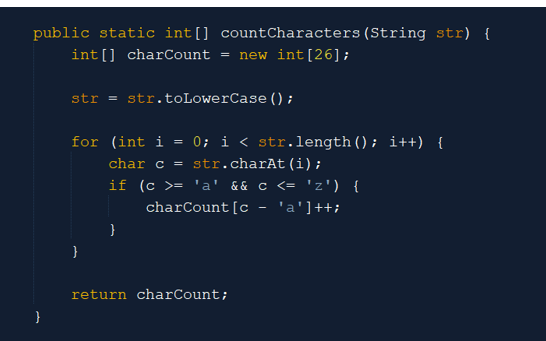 public static int[] countCharacters(String str) {
    int[] charCount = new int[26];

    str = str.toLowerCase();

    for (int i = 0; i < str.length(); i++) {
        char c = str.charAt(i);
        if (c >= 'a' && c <= 'z') {
            charCount[c - 'a']++;
        }
    }

    return charCount;
}